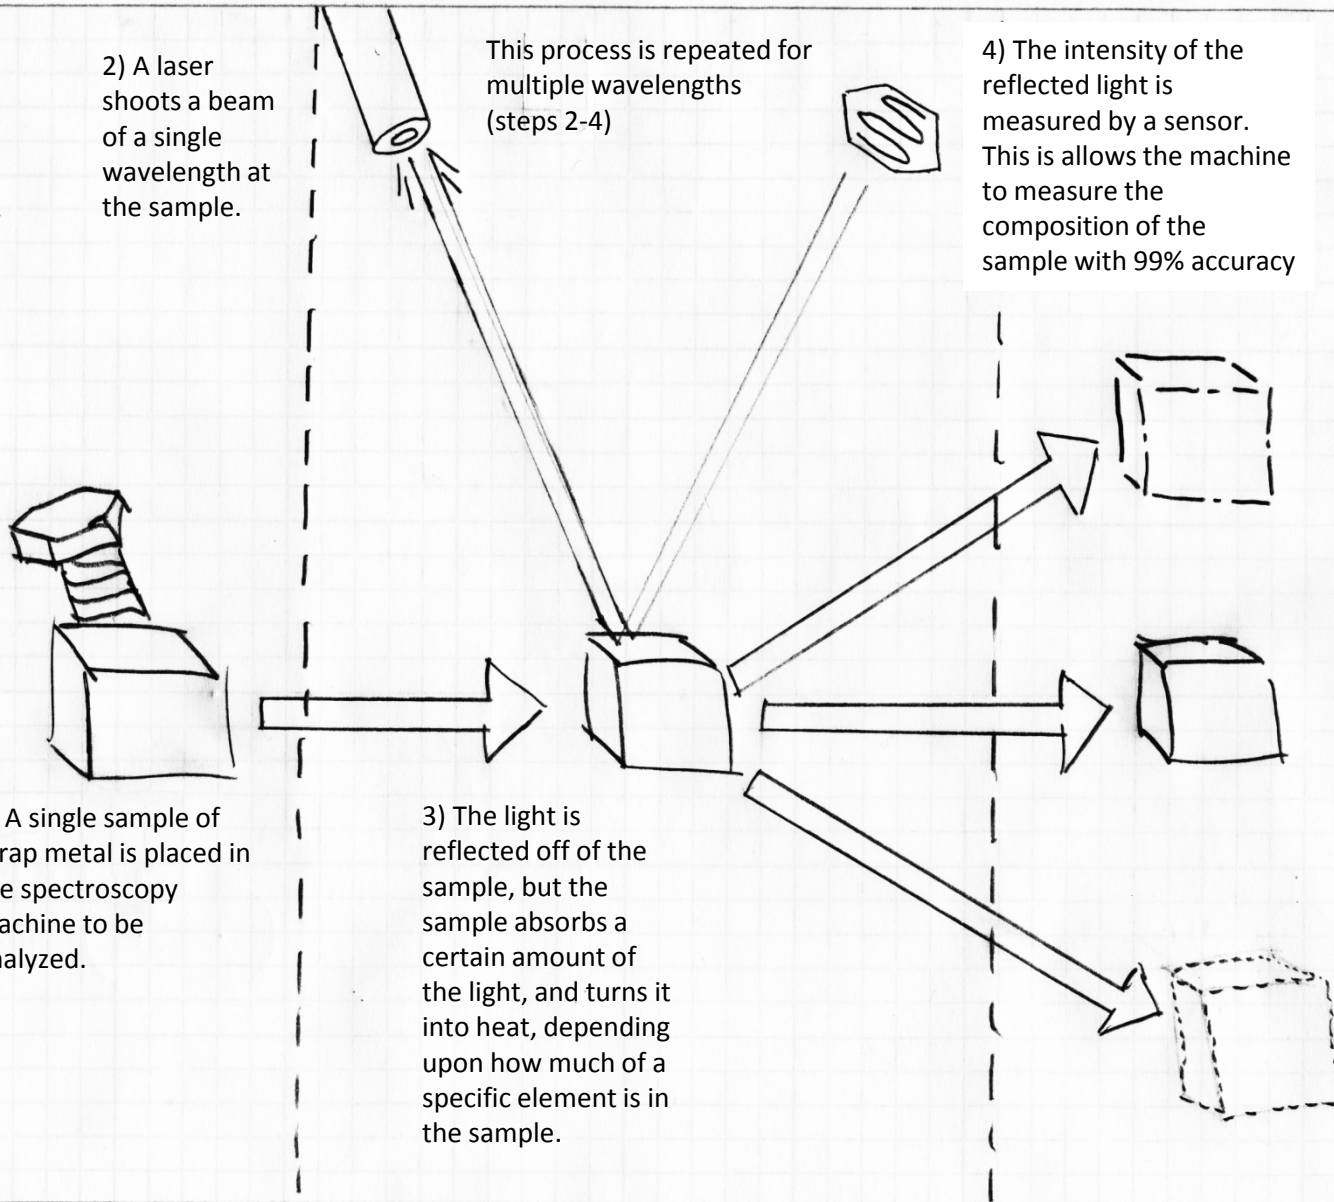 2) A laser
shoots a beam
of a single
wavelength at
the sample.
This process is repeated for
multiple wavelengths
(steps 2-4)
4) The intensity of the
reflected light is
measured by a sensor.
This is allows the machine
to measure the
composition of the
sample with 99% accuracy
A single sample of
rap metal is placed in
e spectroscopy
achine to be
nalyzed.
3) The light is
reflected off of the
sample, but the
sample absorbs a
certain amount of
the light, and turns it
into heat, depending
upon how much of a
specific element is in
the sample.